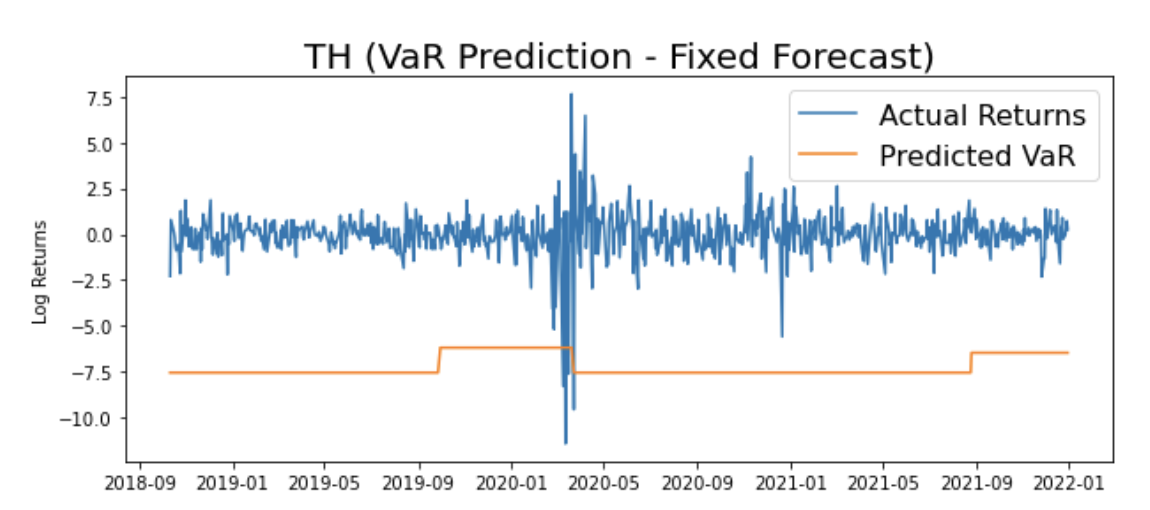 TH (VaR Prediction - Fixed Forecast)
Actual Returns
Predicted VaR
Log Returns
7.5
5.0
2.5
0.0
−2.5
−5.0
−7.5
−10.0
2018-09 2019-01 2019-05 2019-09 2020-01 2020-05 2020-09 2021-01 2021-05 2021-09 2022-01